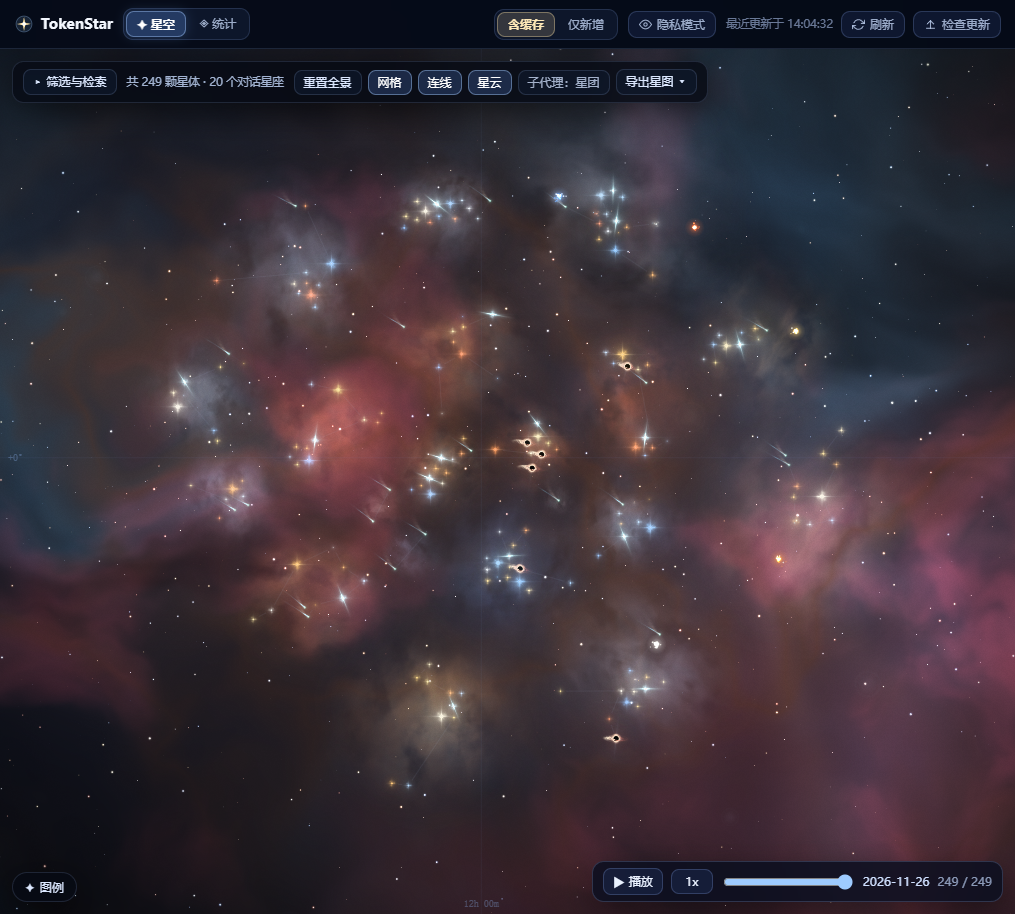 TokenStar
星空
统计
含缓存
仅新增
隐私模式
最近更新于 14:04:32
刷新
检查更新
筛选与检索
共 249 颗星体 · 20 个对话星座
重置全景
网格
连线
星云
子代理：星团
导出星图
+0°
图例
播放
1x
2026-11-26
249 / 249
12h 00m